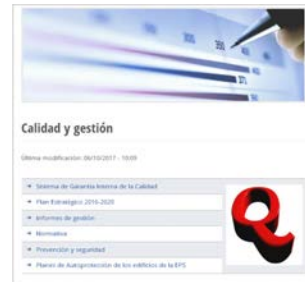 Calidad y gestión
Última modificación: 06/10/2017 - 10:09
Sistema de Garantía Interna de la Calidad
Plan Estratégico 2016-2020
Informes de gestión
Normativa
Prevención y seguridad
Planes de Autoprotección de los edificios de la EPS
Q